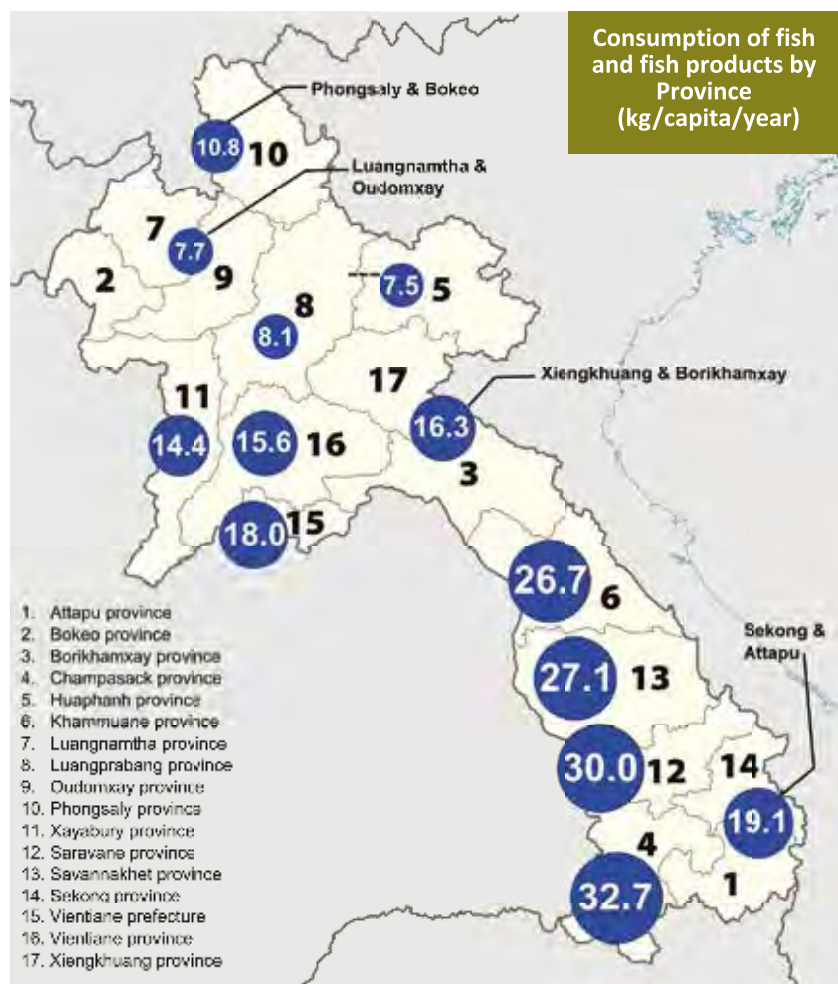 Consumption of fish
and fish products by
Province
(kg/capita/year)
Phongsaly & Bokeo
10.8
10
Luangnamtha &
Oudomxay
7
7.7
2
9
8
7.5
5
8.1
17
Xiengkhuang & Borikhamxay
11
14.4
15.6
16
16.3
3
18.0
15
26.7
6
27.1
13
Sekong &
Attapu
30.0
12
14
19.1
4
1
32.7
1. Attapu province
2. Bokeo province
3. Borikhamxay province
4. Champasack province
5. Huaphanh province
6. Khammuane province
7. Luangnamtha province
8. Luangprabang province
9. Oudomxay province
10. Phongsaly province
11. Xayabury province
12. Saravane province
13. Savannakhet province
14. Sekong province
15. Vientiane prefecture
16. Vientiane province
17. Xiengkhuang province